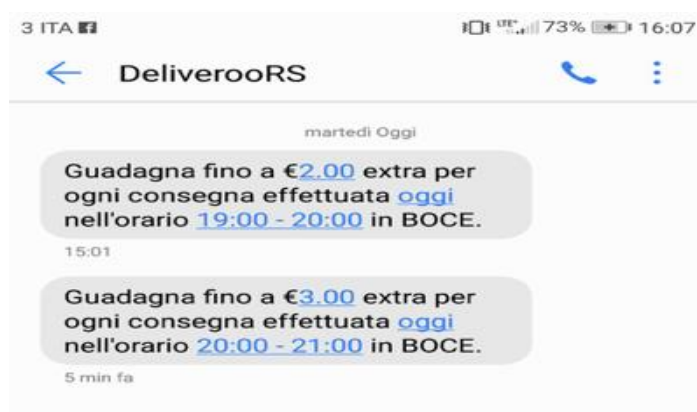 3 ITA
LTE+ 73% 16:07
DeliverooRS
martedì Oggi
Guadagna fino a €2.00 extra per
ogni consegna effettuata oggi
nell'orario 19:00 - 20:00 in BOCE.
15:01
Guadagna fino a €3.00 extra per
ogni consegna effettuata oggi
nell'orario 20:00 - 21:00 in BOCE.
5 min fa